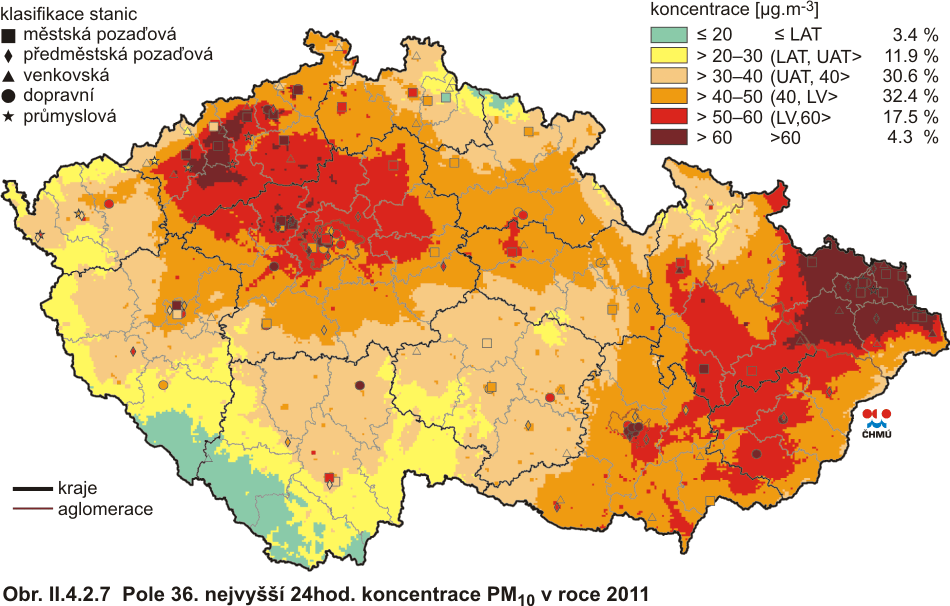 klasifikace stanic
městská pozaďová
předměstská pozaďová
venkovská
dopravní
průmyslová
koncentrace [µg.m-3]
≤ 20 ≤ LAT 3.4 %
> 20–30 (LAT, UAT> 11.9 %
> 30–40 (UAT, 40> 30.6 %
> 40–50 (40, LV> 32.4 %
> 50–60 (LV,60> 17.5 %
> 60 >60 4.3 %
ČHMÚ
kraje
aglomerace
Obr. II.4.2.7 Pole 36. nejvyšší 24hod. koncentrace PM10 v roce 2011